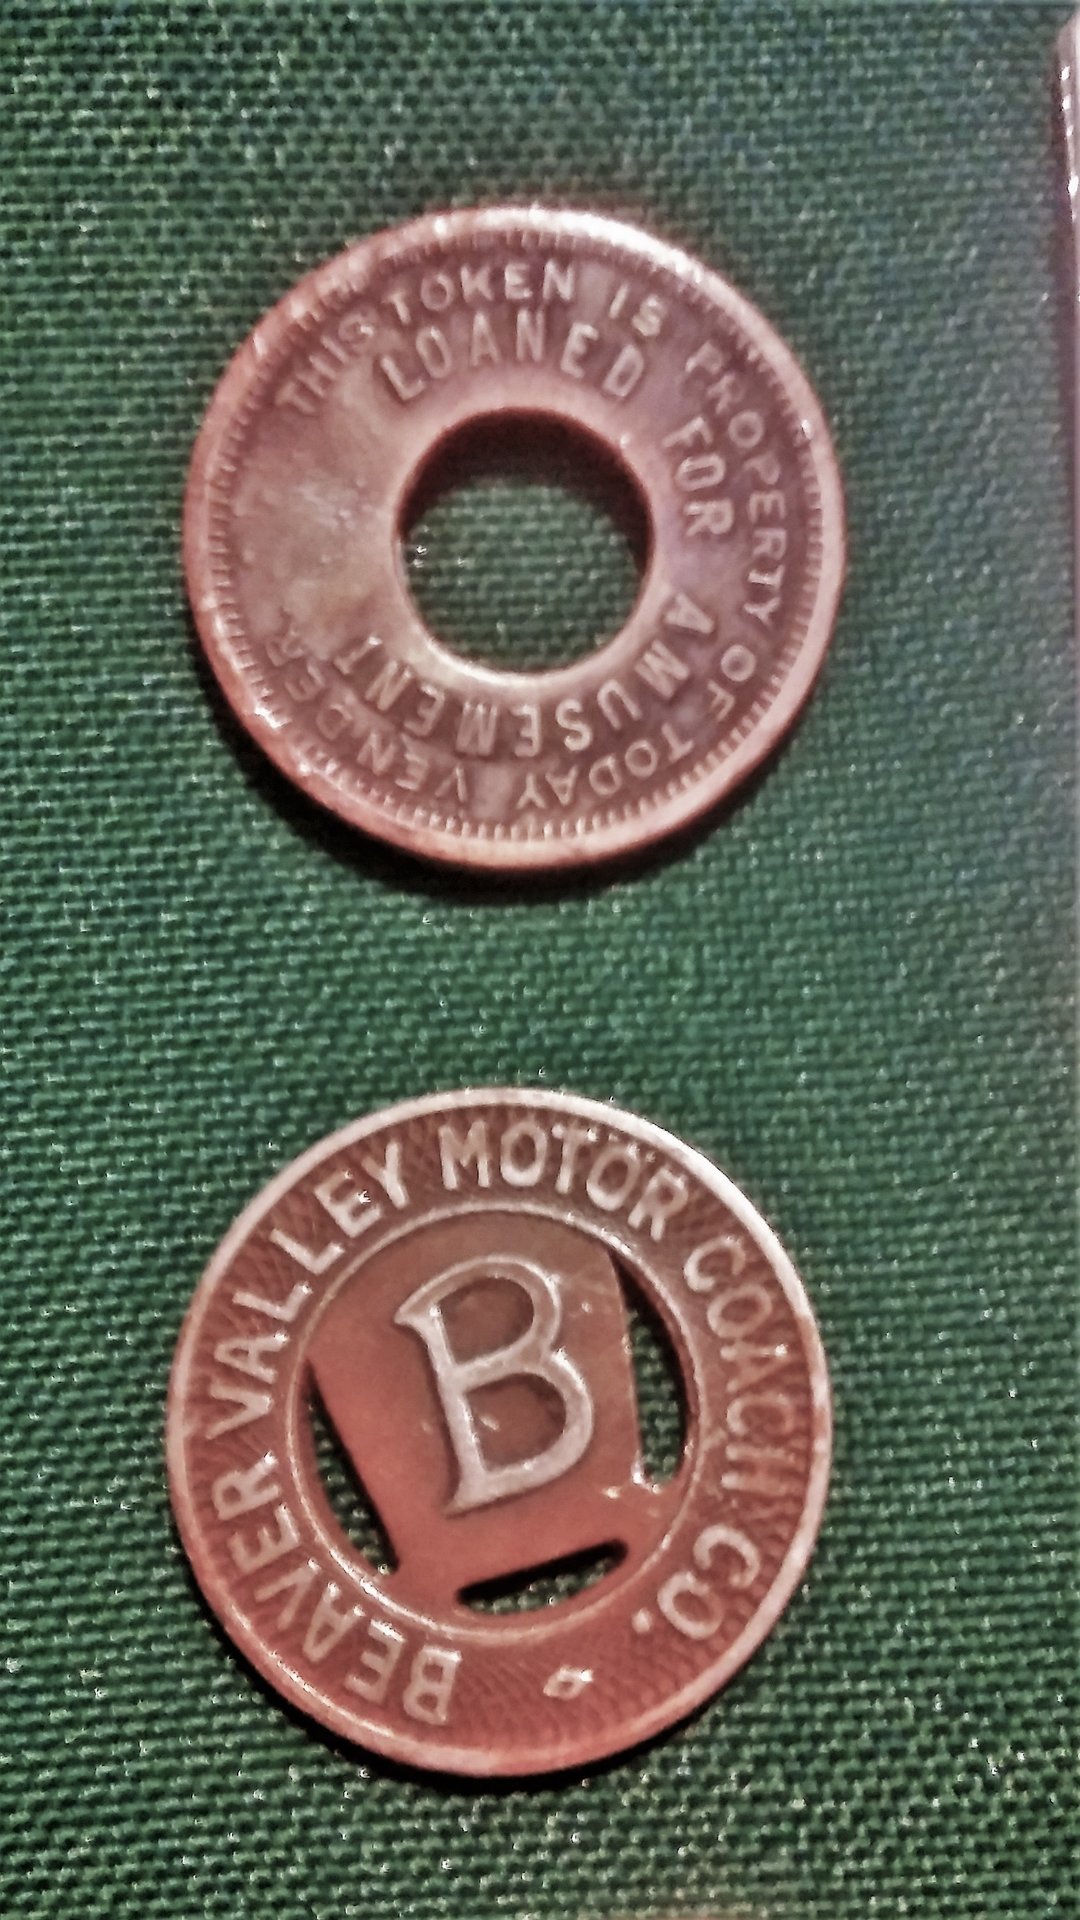 THIS TOKEN IS PROPERTY OF TODAY VENDER
LOANED FOR AMUSEMENT
BEAVER VALLEY MOTOR COACH CO.
B